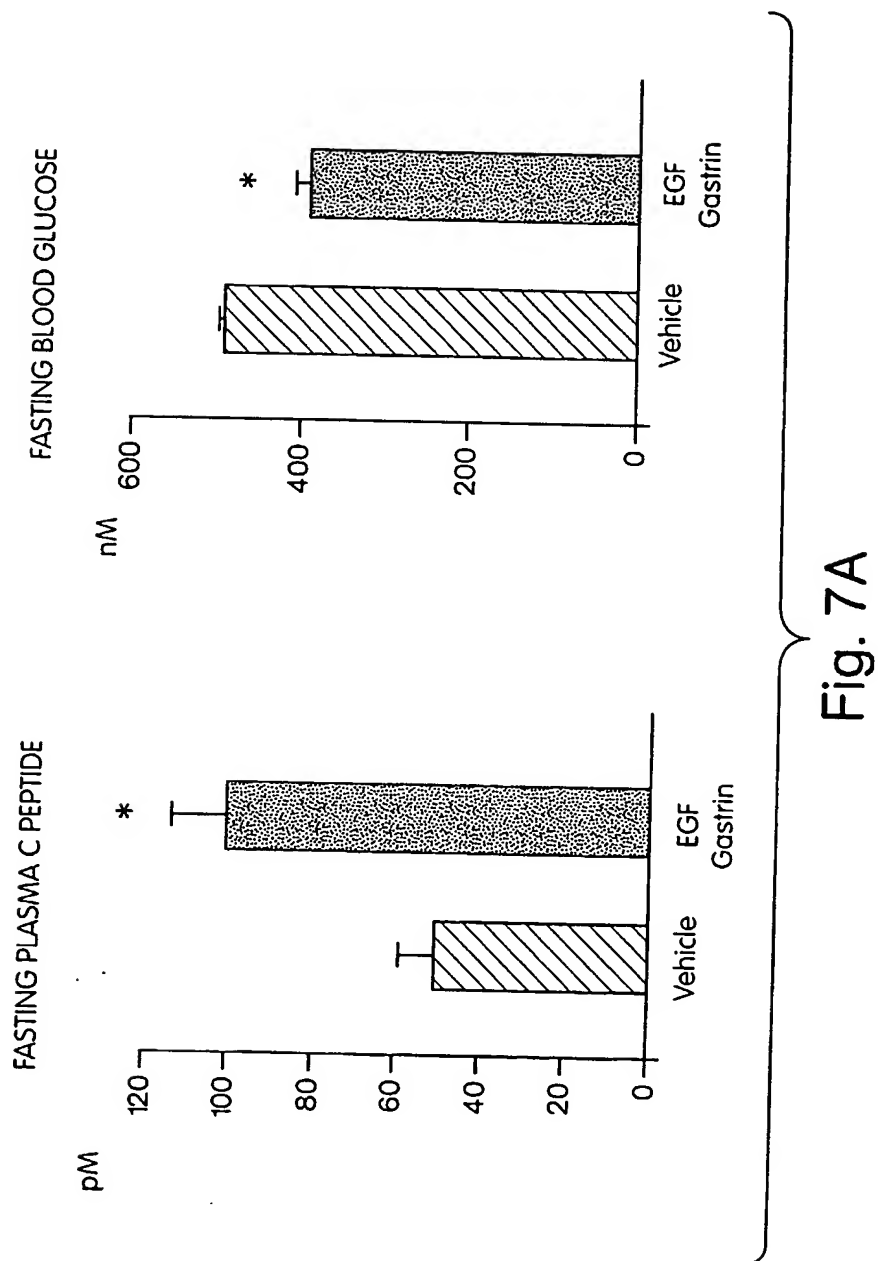 FASTING PLASMA C PEPTIDE
pM
120
100
80
60
40
20
0
*
Vehicle
EGF
Gastrin
FASTING BLOOD GLUCOSE
nM
600
400
200
0
*
Vehicle
EGF
Gastrin
Fig. 7A